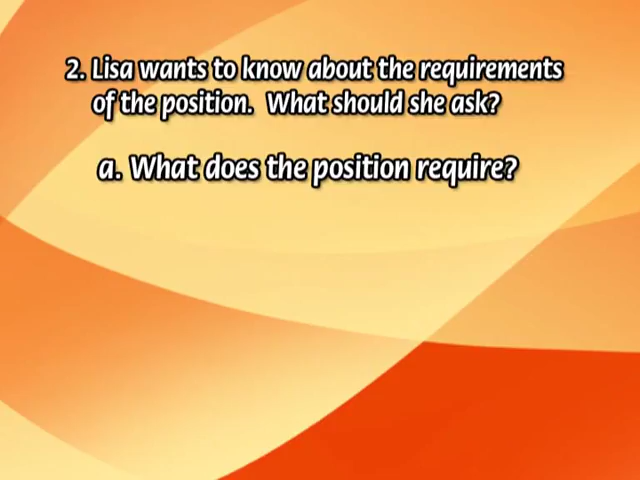 2. Lisa wants to know about the requirements
of the position. What should she ask?
a. What does the position require?